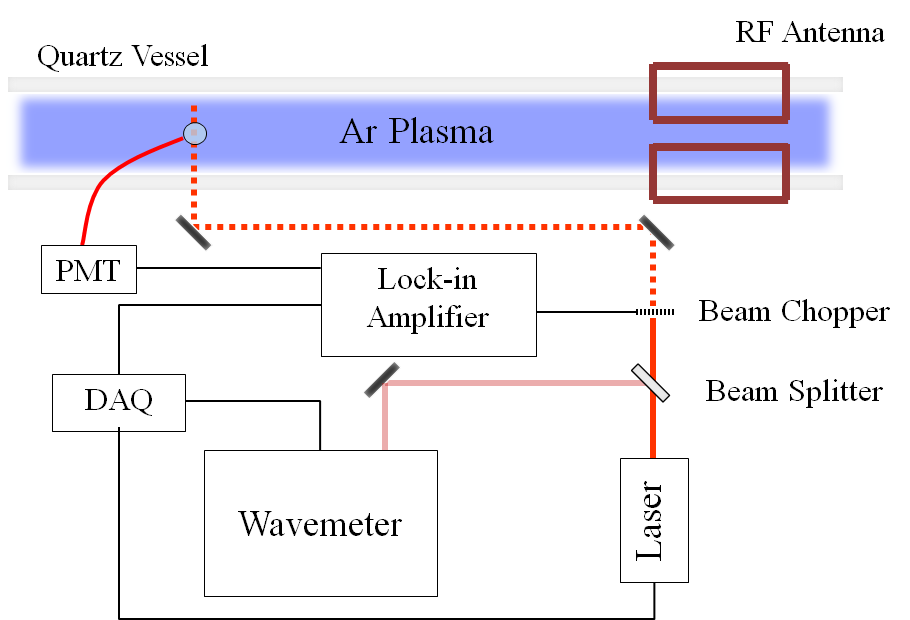 RF Antenna
Quartz Vessel
Ar Plasma
PMT
Lock-in
Amplifier
Beam Chopper
DAQ
Beam Splitter
Wavemeter
Laser